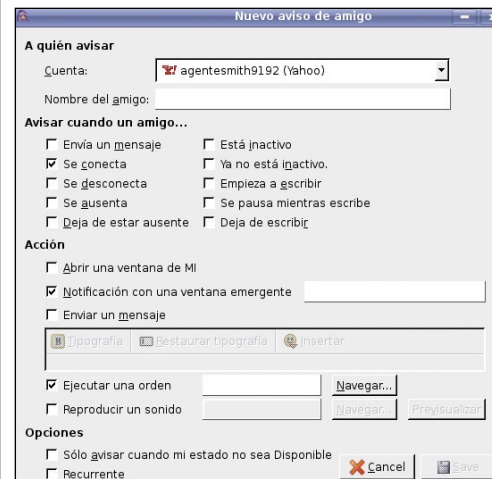 Nuevo aviso de amigo
A quién avisar
Cuenta: agentesmith9192 (Yahoo)
Nombre del amigo:
Avisar cuando un amigo...
Envía un mensaje Está inactivo
Se conecta Ya no está inactivo.
Se desconecta Empieza a escribir
Se ausenta Se pausa mientras escribe
Deja de estar ausente Deja de escribir
Acción
Abrir una ventana de MI
Notificación con una ventana emergente
Enviar un mensaje
Tipografía Restaurar tipografía Insertar
Ejecutar una orden Navegar...
Reproducir un sonido Navegar... Previsualizar
Opciones
Sólo avisar cuando mi estado no sea Disponible
Recurrente Cancel Save